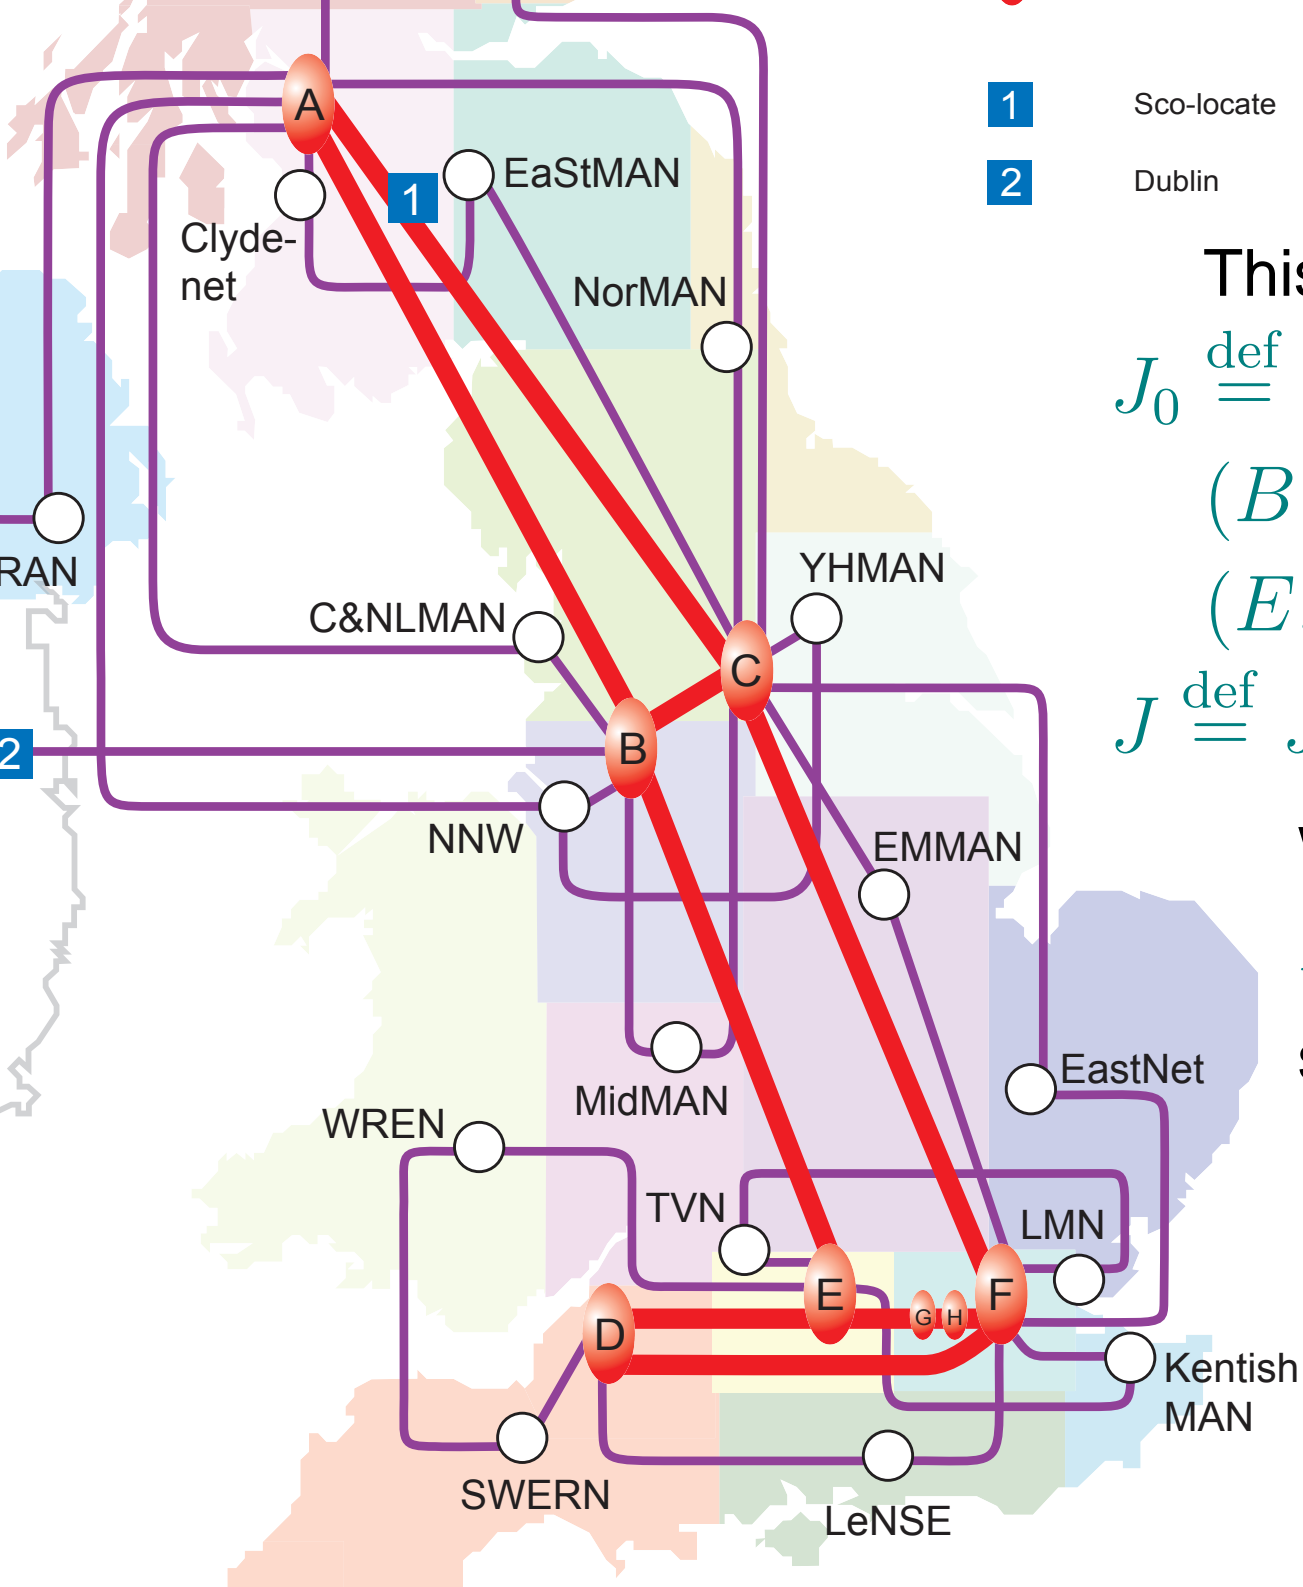 A
1
EaStMAN
Clyde-
net
NorMAN
RAN
C&NLMAN
YHMAN
C
B
2
NNW
EMMAN
MidMAN
EastNet
WREN
TVN
LMN
E
F
G
H
D
Kentish
MAN
SWERN
LeNSE
1 Sco-locate
2 Dublin
This
J₀ def =
(B
(E
J def =